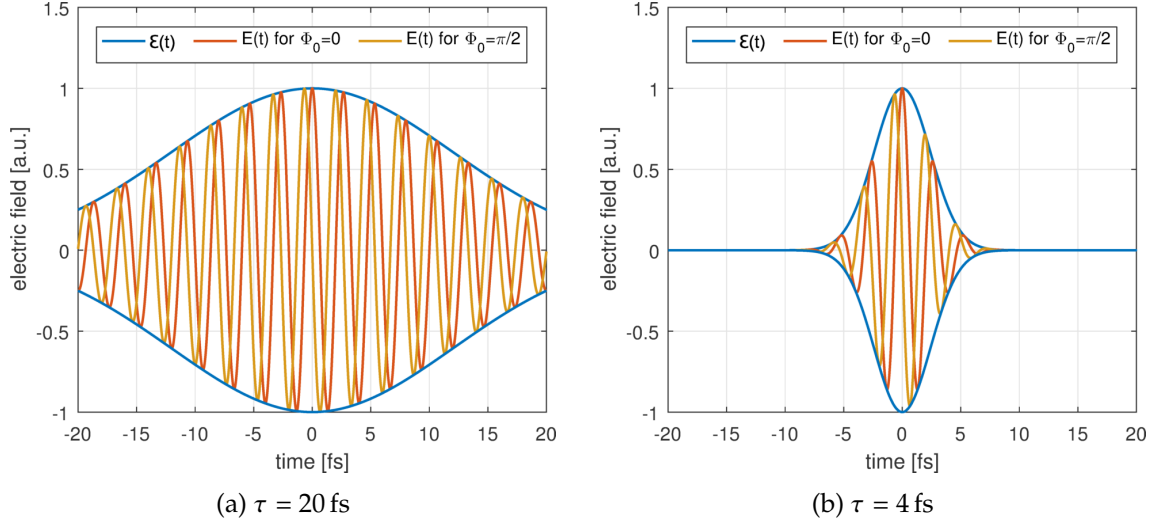 1.5
ℰ(t) E(t) for Φ₀=0 E(t) for Φ₀=π/2
1
0.5
0
-0.5
-1
-20 -15 -10 -5 0 5 10 15 20
electric field [a.u.]
time [fs]
(a) τ = 20 fs
1.5
ℰ(t) E(t) for Φ₀=0 E(t) for Φ₀=π/2
1
0.5
0
-0.5
-1
-20 -15 -10 -5 0 5 10 15 20
electric field [a.u.]
time [fs]
(b) τ = 4 fs